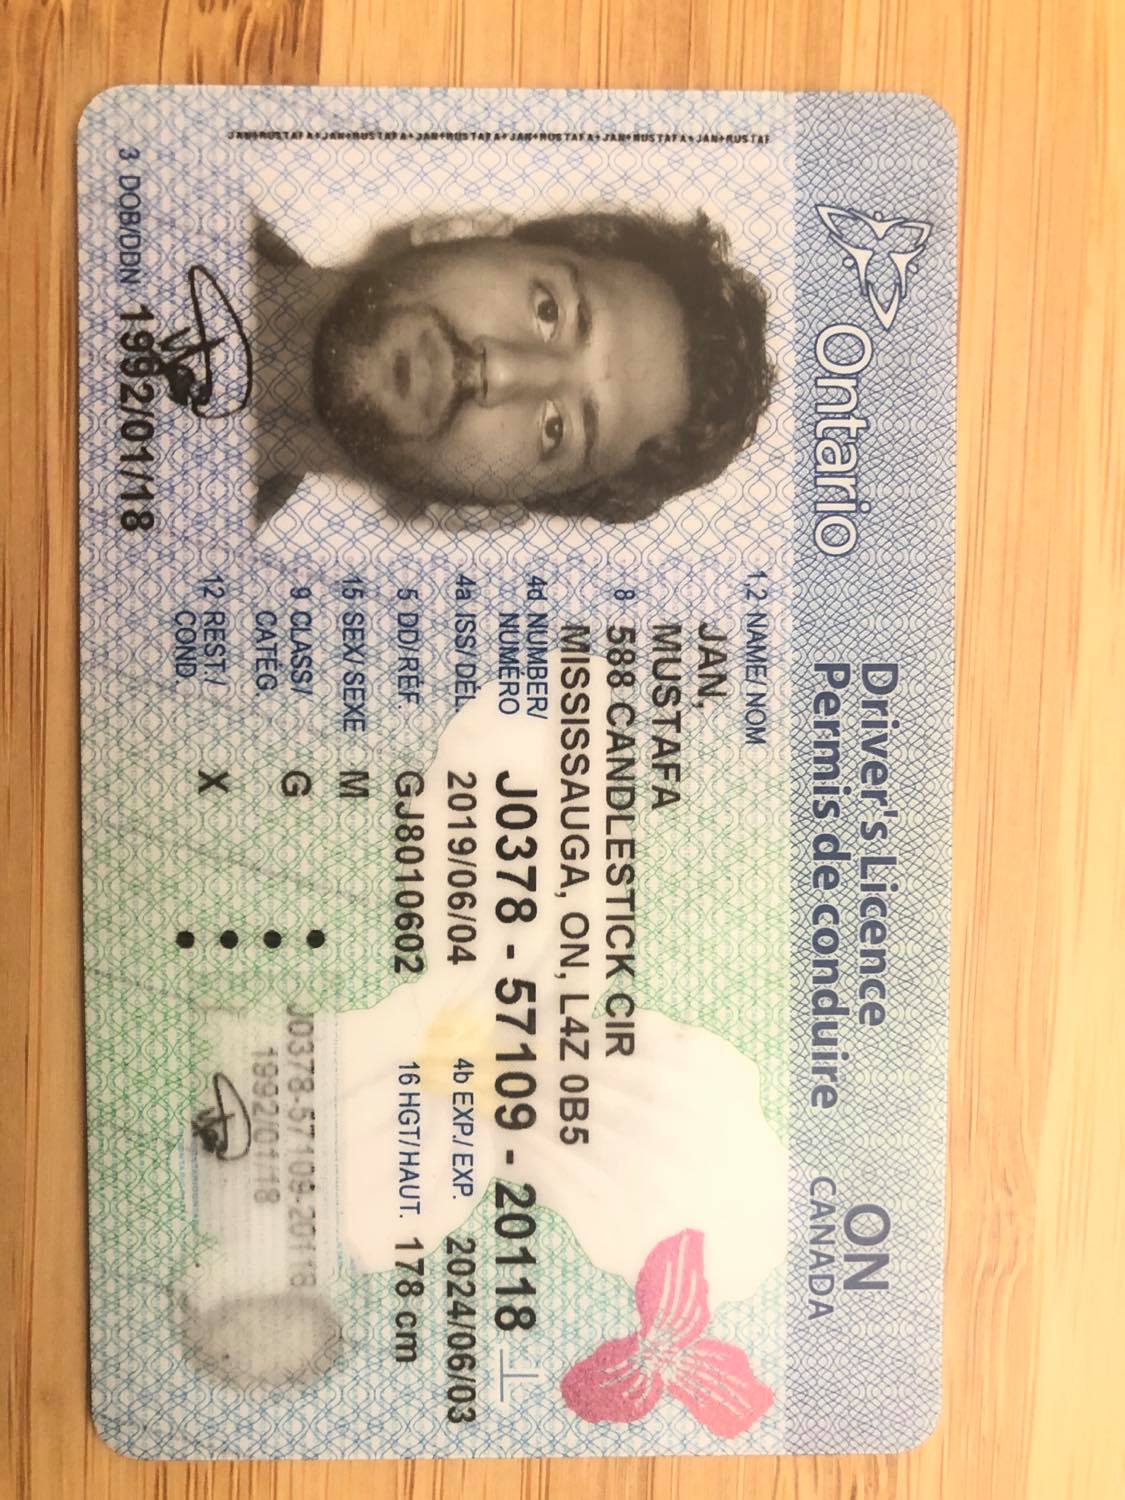 JAN+MUSTAFA+JAN+MUSTAFA+JAN+MUSTAFA+JAN+MUSTAFA+JAN+MUSTAFA+JAN+MUSTAF
Ontario
Driver's Licence
Permis de conduire
ON
CANADA
1,2 NAME/ NOM
JAN,
MUSTAFA
8 588 CANDLESTICK CIR
MISSISSAUGA, ON, L4Z 0B5
4d NUMBER/
NUMÉRO J0378 - 57109 - 20118
4a ISS/DÉL. 2019/06/04 4b EXP./ EXP. 2024/06/03
5 DD/RÉF. GJ8010602 16 HGT/HAUT. 178 cm
15 SEX/ SEXE M
9 CLASS/
CATÉG G
12 REST./
COND. X
J0378-57109-20118
1992/01/18
3 DOB/DDN 1992/01/18